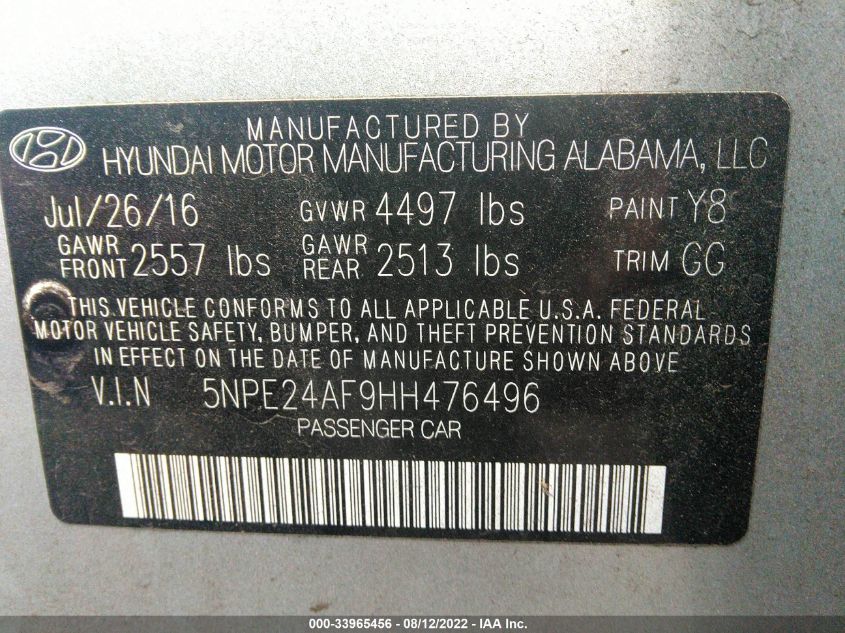 MANUFACTURED BY
HYUNDAI MOTOR MANUFACTURING ALABAMA, LLC
Jul/26/16 GVWR 4497 lbs PAINT Y8
GAWR FRONT 2557 lbs GAWR REAR 2513 lbs TRIM GG
THIS VEHICLE CONFORMS TO ALL APPLICABLE U.S.A. FEDERAL
MOTOR VEHICLE SAFETY, BUMPER, AND THEFT PREVENTION STANDARDS
IN EFFECT ON THE DATE OF MANUFACTURE SHOWN ABOVE
V.I.N 5NPE24AF9HH476496
PASSENGER CAR
000-33965456 - 08/12/2022 - IAA Inc.